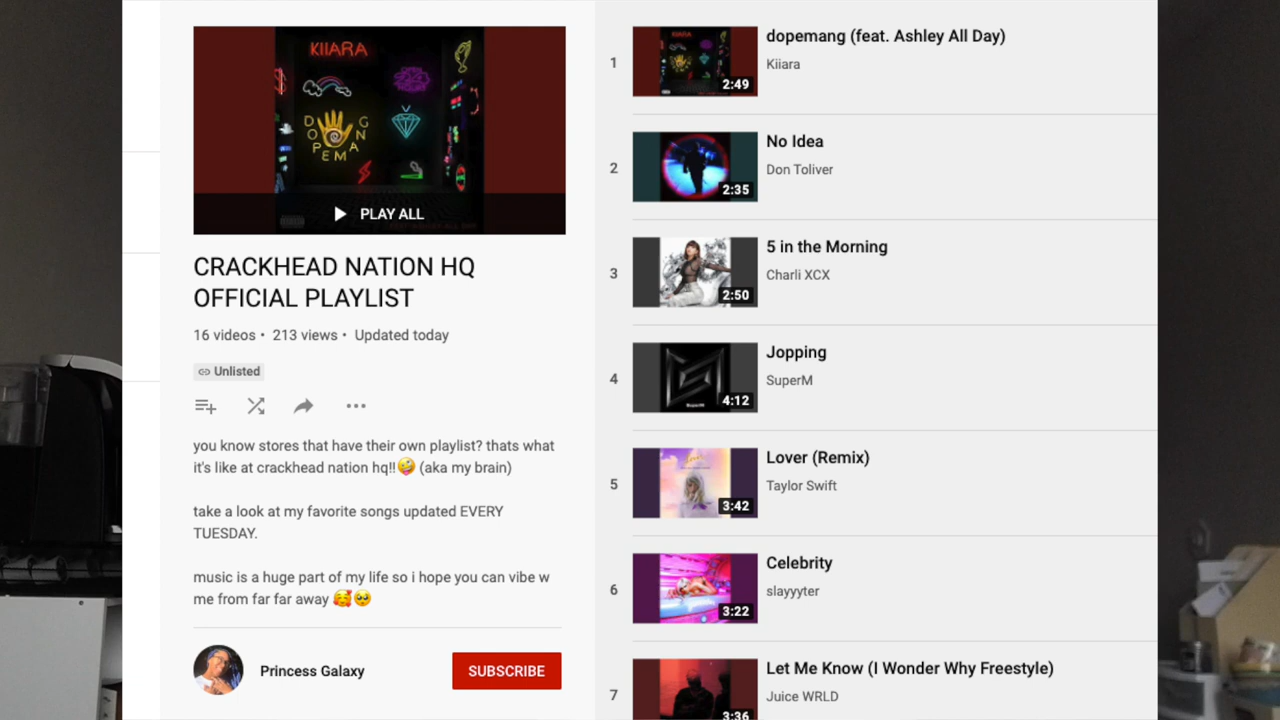 KIIARA
DOPEMANG
PLAY ALL
CRACKHEAD NATION HQ
OFFICIAL PLAYLIST
16 videos • 213 views • Updated today
Unlisted
you know stores that have their own playlist? thats what
it's like at crackhead nation hq!!🤪 (aka my brain)
take a look at my favorite songs updated EVERY
TUESDAY.
music is a huge part of my life so i hope you can vibe w
me from far far away 🥰🥺
Princess Galaxy
SUBSCRIBE
1
KIIARA
2:49
dopemang (feat. Ashley All Day)
Kiiara
2
2:35
No Idea
Don Toliver
3
2:50
5 in the Morning
Charli XCX
4
SuperM
4:12
Jopping
SuperM
5
3:42
Lover (Remix)
Taylor Swift
6
3:22
Celebrity
slayyyter
7
3:36
Let Me Know (I Wonder Why Freestyle)
Juice WRLD